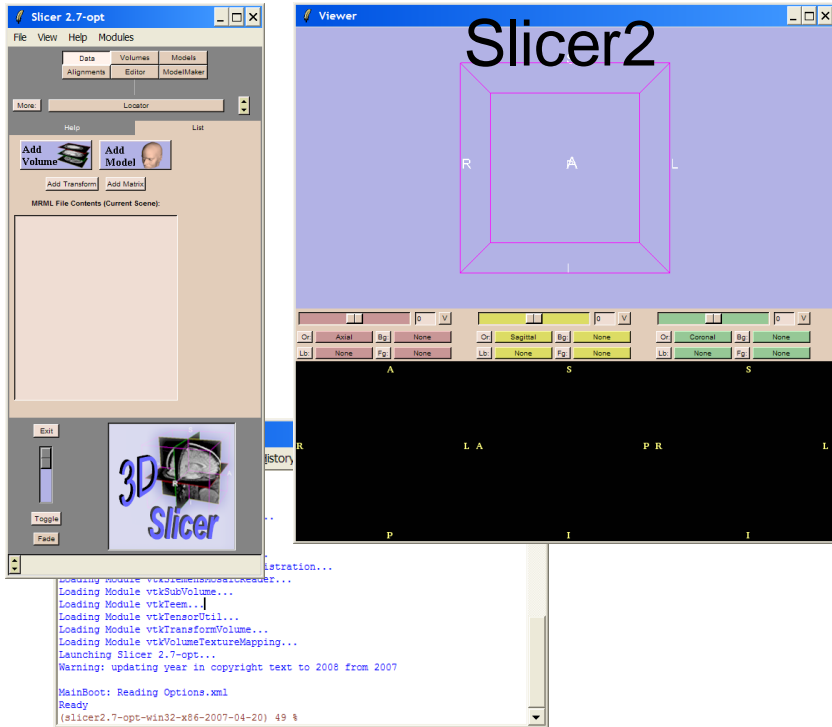 Slicer 2.7-opt
File View Help Modules
Data Volumes Models
Alignments Editor ModelMaker
More: Locator
Help List
Add Volume
Add Model
Add Transform Add Matrix
MRML File Contents (Current Scene):
Exit
Toggle
Fade
3D
Slicer
R
Viewer
Slicer2
R A L
I
0 V 0 V 0 V
Or: Axial Bg: None Or: Sagittal Bg: None Or: Coronal Bg: None
Lb: None Fg: None Lb: None Fg: None Lb: None Fg: None
A S S
R L A P R L
P I I
istory
istration...
Loading Module vtkSiemensMosaicReader...
Loading Module vtkSubVolume...
Loading Module vtkTeem...
Loading Module vtkTensorUtil...
Loading Module vtkTransformVolume...
Loading Module vtkVolumeTextureMapping...
Launching Slicer 2.7-opt...
Warning: updating year in copyright text to 2008 from 2007
MainBoot: Reading Options.xml
Ready
(slicer2.7-opt-win32-x86-2007-04-20) 49 %